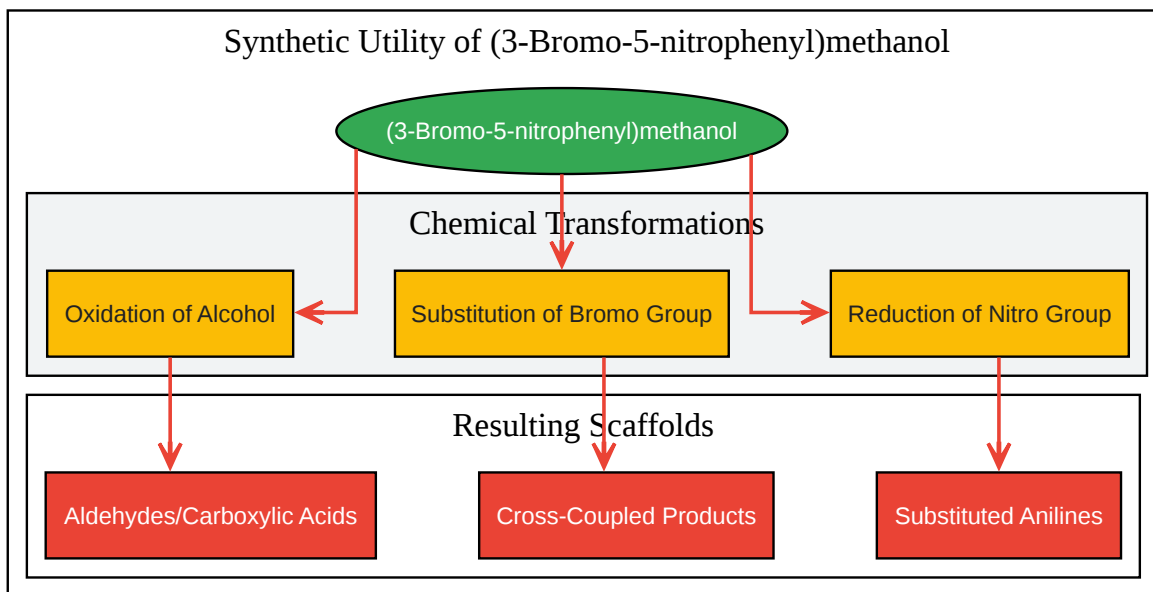 Synthetic Utility of (3-Bromo-5-nitrophenyl)methanol
(3-Bromo-5-nitrophenyl)methanol
Chemical Transformations
Oxidation of Alcohol
Substitution of Bromo Group
Reduction of Nitro Group
Resulting Scaffolds
Aldehydes/Carboxylic Acids
Cross-Coupled Products
Substituted Anilines